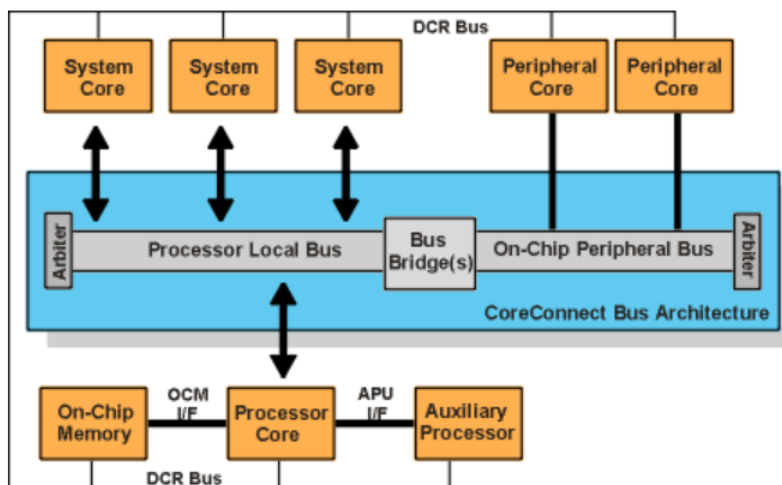 DCR Bus
System
Core
System
Core
System
Core
Peripheral
Core
Peripheral
Core
Arbiter
Processor Local Bus
Bus
Bridge(s)
On-Chip Peripheral Bus
Arbiter
CoreConnect Bus Architecture
On-Chip
Memory
OCM
I/F
Processor
Core
APU
I/F
Auxiliary
Processor
DCR Bus